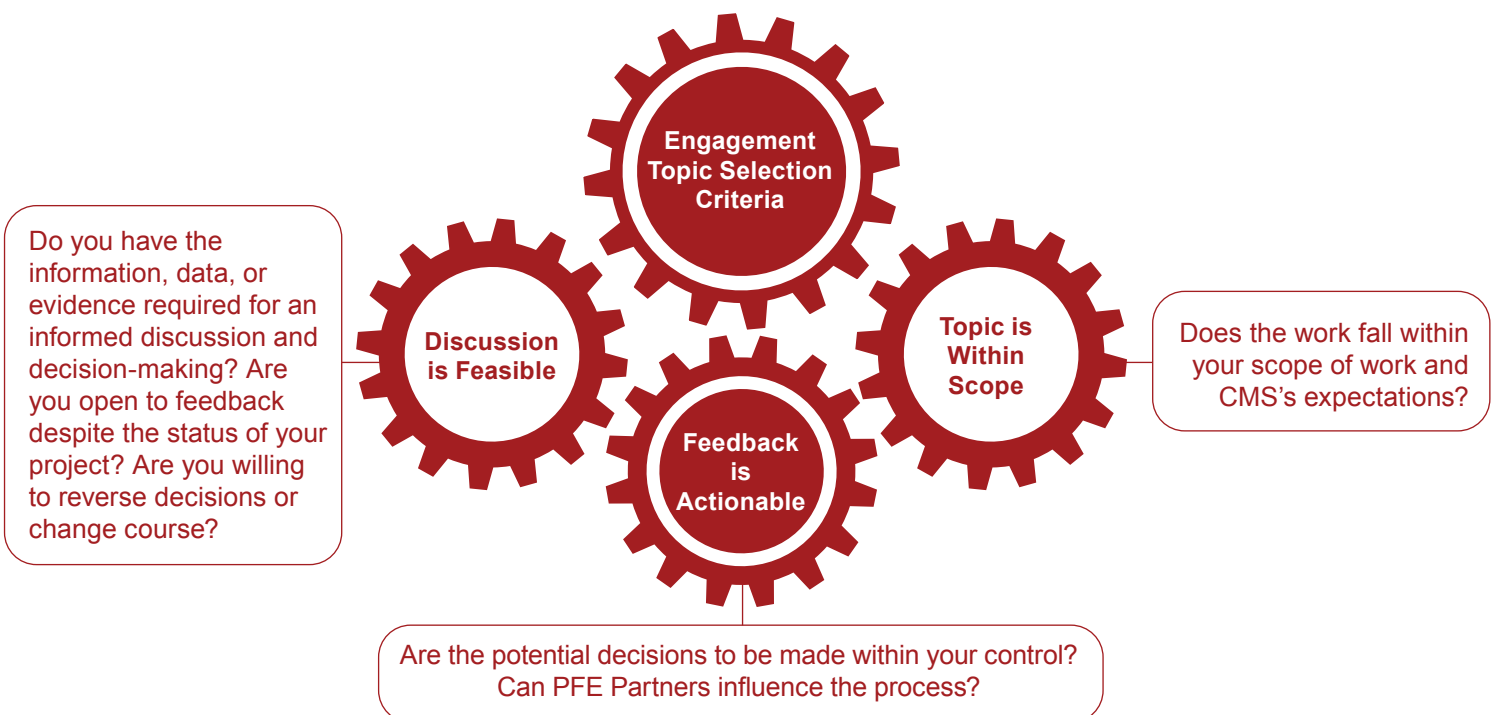 Engagement
Topic Selection
Criteria
Do you have the
information, data, or
evidence required for an
informed discussion and
decision-making? Are
you open to feedback
despite the status of your
project? Are you willing
to reverse decisions or
change course?
Discussion
is Feasible
Topic is
Within
Scope
Does the work fall within
your scope of work and
CMS’s expectations?
Feedback
is
Actionable
Are the potential decisions to be made within your control?
Can PFE Partners influence the process?